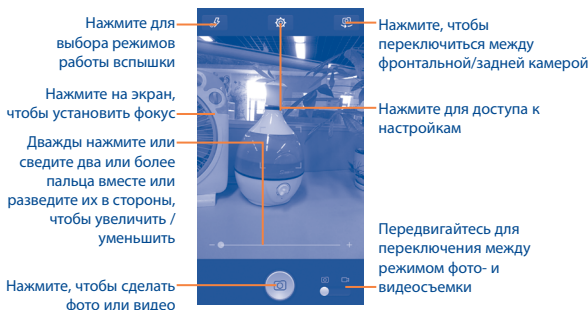 Нажмите для
выбора режимов
работы вспышки
Нажмите на экран,
чтобы установить фокус
Дважды нажмите или
сведите два или более
пальца вместе или
разведите их в стороны,
чтобы увеличить /
уменьшить
Нажмите, чтобы сделать
фото или видео
Нажмите, чтобы
переключиться между
фронтальной/задней камерой
Нажмите для доступа к
настройкам
Передвигайтесь для
переключения между
режимом фото- и
видеосъемки